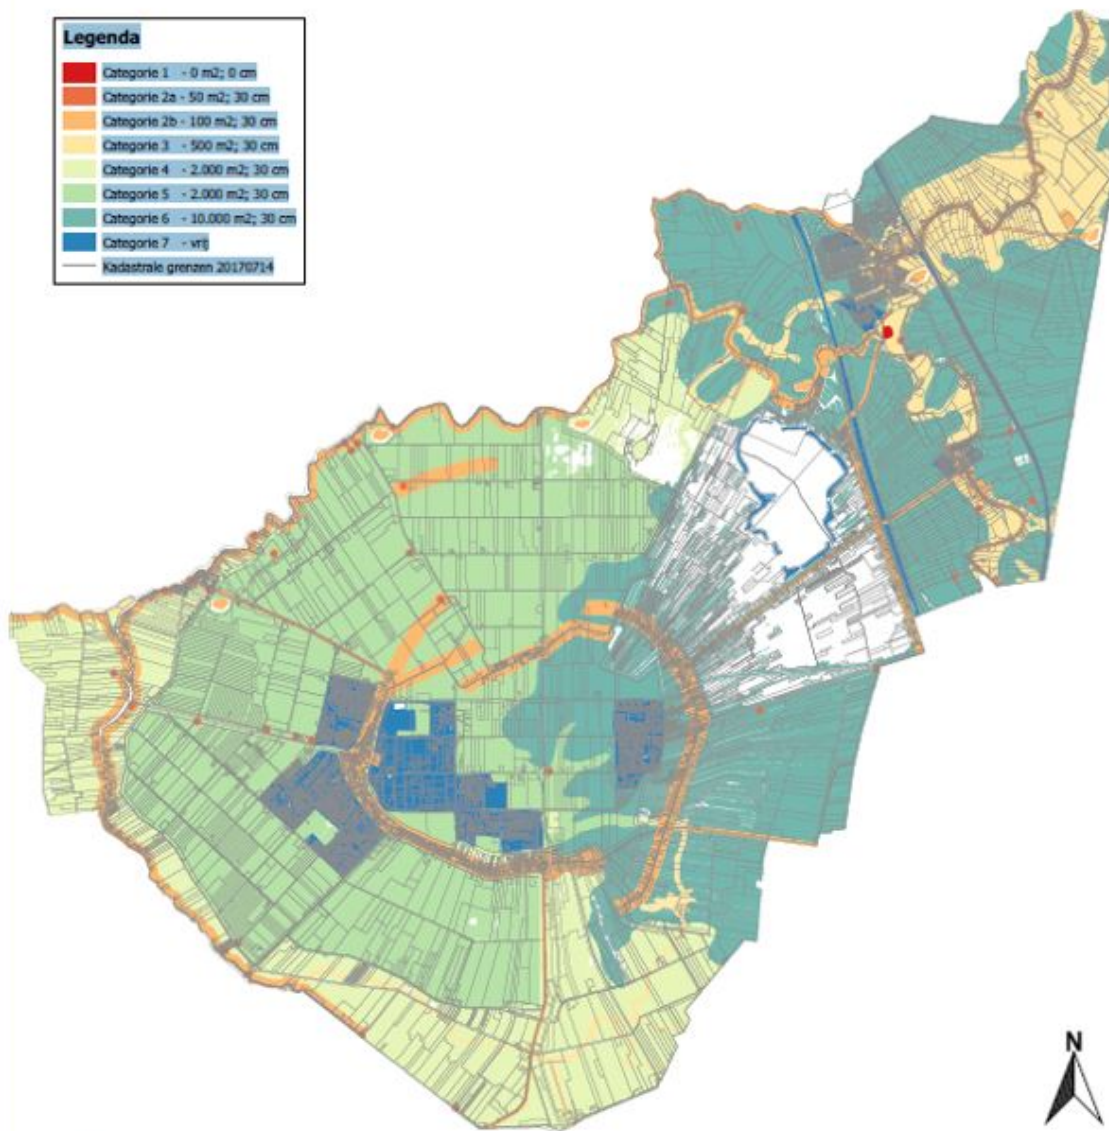 Legenda
Categorie 1 - 0 m2; 0 cm
Categorie 2a - 50 m2; 30 cm
Categorie 2b - 100 m2; 30 cm
Categorie 3 - 500 m2; 30 cm
Categorie 4 - 2.000 m2; 30 cm
Categorie 5 - 2.000 m2; 30 cm
Categorie 6 - 10.000 m2; 30 cm
Categorie 7 - vrij
Kadastrale grenzen 20170714
N